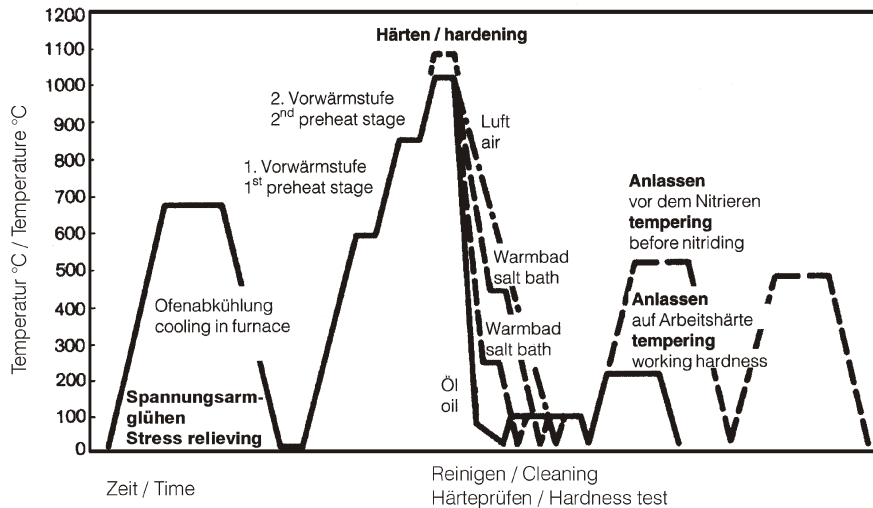 Temperatur °C / Temperature °C
1200
1100
1000
900
800
700
600
500
400
300
200
100
0
Härten / hardening
2. Vorwärmstufe
2nd preheat stage
1. Vorwärmstufe
1st preheat stage
Luft
air
Anlassen
vor dem Nitrieren
tempering
before nitriding
Warmbad
salt bath
Ofenabkühlung
cooling in furnace
Anlassen
auf Arbeitshärte
tempering
working hardness
Warmbad
salt bath
Öl
oil
Spannungsarm-
glühen
Stress relieving
Zeit / Time
Reinigen / Cleaning
Härteprüfen / Hardness test